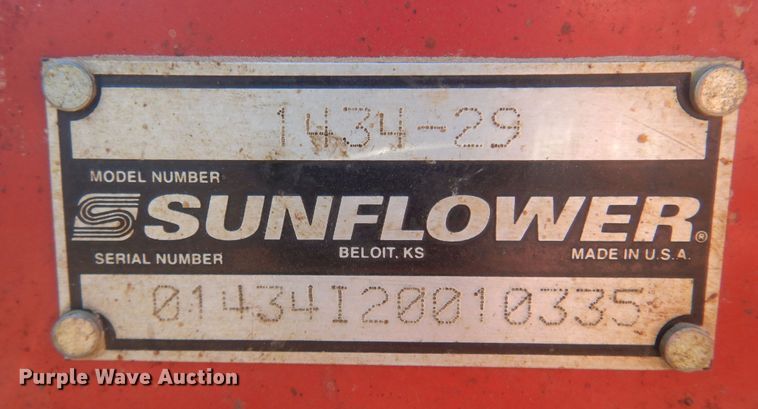 1434-29
MODEL NUMBER
S SUNFLOWER®
BELOIT, KS
SERIAL NUMBER
MADE IN U.S.A.
01434I20010335
Purple Wave Auction